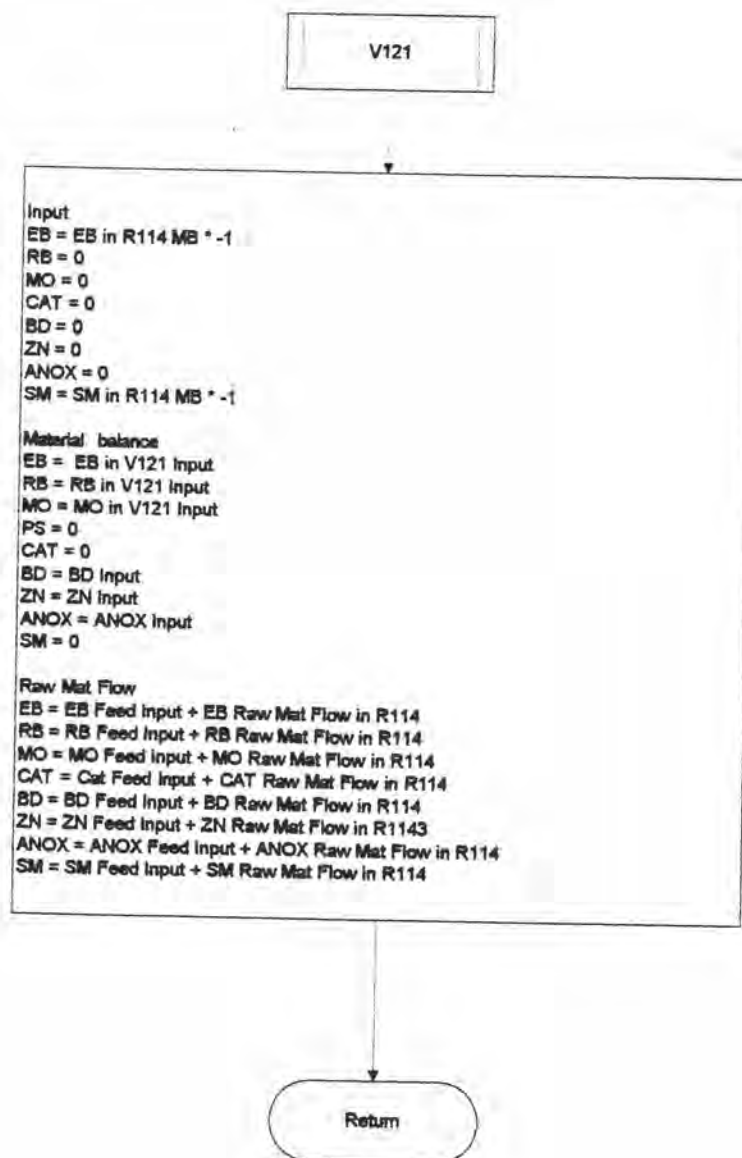 V121
Input
EB = EB in R114 MB * -1
RB = 0
MO = 0
CAT = 0
BD = 0
ZN = 0
ANOX = 0
SM = SM in R114 MB * -1
Material balance
EB = EB in V121 Input
RB = RB in V121 Input
MO = MO in V121 Input
PS = 0
CAT = 0
BD = BD Input
ZN = ZN Input
ANOX = ANOX Input
SM = 0
Raw Mat Flow
EB = EB Feed Input + EB Raw Mat Flow in R114
RB = RB Feed Input + RB Raw Mat Flow in R114
MO = MO Feed Input + MO Raw Mat Flow in R114
CAT = Cat Feed Input + CAT Raw Mat Flow in R114
BD = BD Feed Input + BD Raw Mat Flow in R114
ZN = ZN Feed Input + ZN Raw Mat Flow in R1143
ANOX = ANOX Feed Input + ANOX Raw Mat Flow in R114
SM = SM Feed Input + SM Raw Mat Flow in R114
Return